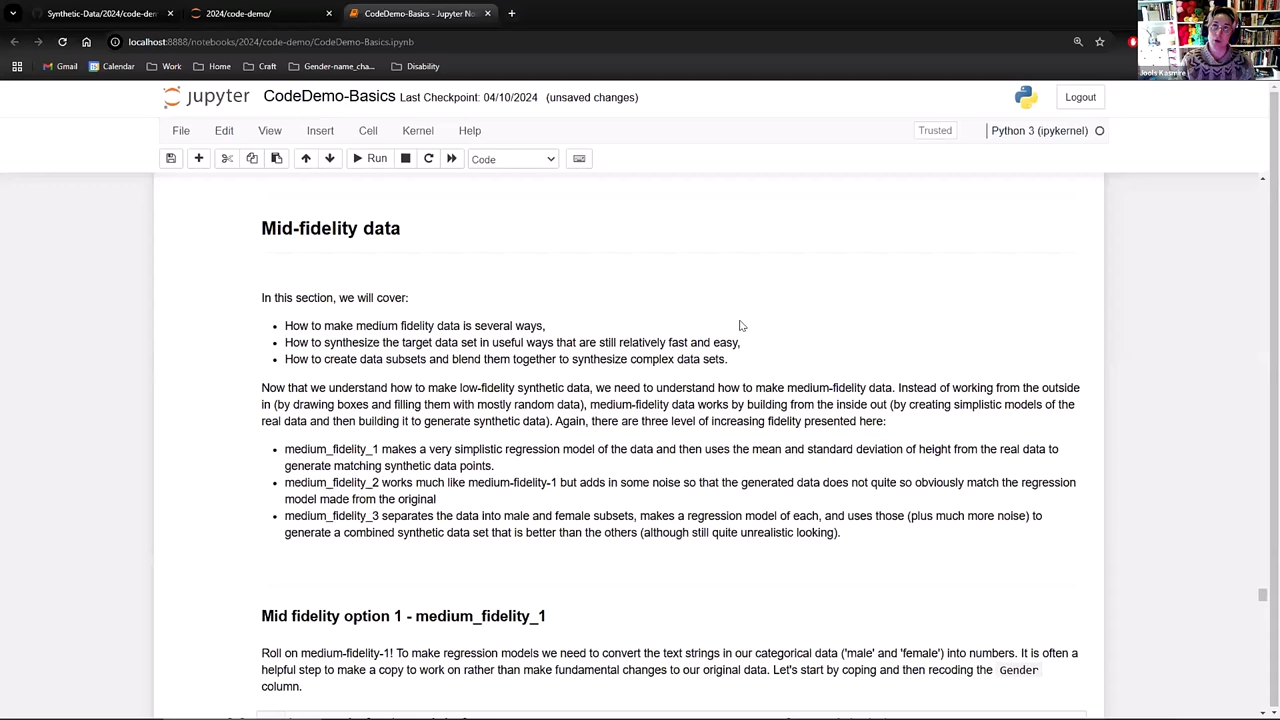 Synthetic-Data/2024/code-der
2024/code-demo/
CodeDemo-Basics - Jupyter No
localhost:8888/notebooks/2024/code-demo/CodeDemo-Basics.ipynb
Gmail
Calendar
Work
Home
Craft
Gender-name_cha...
Disability
Jools Kasmire
jupyter CodeDemo-Basics Last Checkpoint: 04/10/2024 (unsaved changes)
Logout
File Edit View Insert Cell Kernel Help
Trusted
Python 3 (ipykernel)
Run
Code
Mid-fidelity data
In this section, we will cover:
• How to make medium fidelity data is several ways,
• How to synthesize the target data set in useful ways that are still relatively fast and easy,
• How to create data subsets and blend them together to synthesize complex data sets.
Now that we understand how to make low-fidelity synthetic data, we need to understand how to make medium-fidelity data. Instead of working from the outside
in (by drawing boxes and filling them with mostly random data), medium-fidelity data works by building from the inside out (by creating simplistic models of the
real data and then building it to generate synthetic data). Again, there are three level of increasing fidelity presented here:
• medium_fidelity_1 makes a very simplistic regression model of the data and then uses the mean and standard deviation of height from the real data to
generate matching synthetic data points.
• medium_fidelity_2 works much like medium-fidelity-1 but adds in some noise so that the generated data does not quite so obviously match the regression
model made from the original
• medium_fidelity_3 separates the data into male and female subsets, makes a regression model of each, and uses those (plus much more noise) to
generate a combined synthetic data set that is better than the others (although still quite unrealistic looking).
Mid fidelity option 1 - medium_fidelity_1
Roll on medium-fidelity-1! To make regression models we need to convert the text strings in our categorical data ('male' and 'female') into numbers. It is often a
helpful step to make a copy to work on rather than make fundamental changes to our original data. Let's start by coping and then recoding the Gender
column.